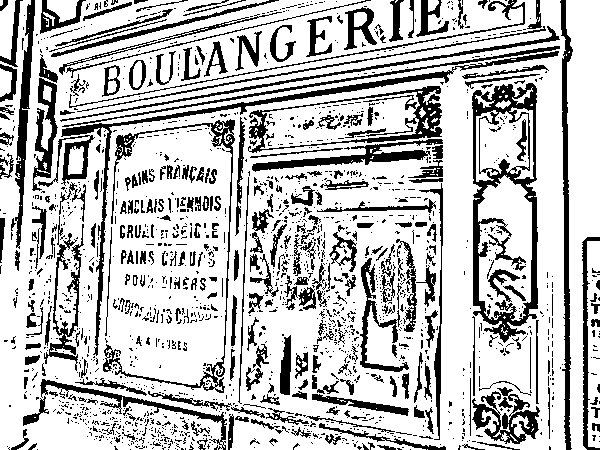 BOULANGERIE
PAINS FRANÇAIS
ANGLAIS VIENNOIS
GRUAU ET SEIGLE
PAINS CHAUDS
POUR DINERS
CROISSANTS CHAUDS
A 4 HEURES